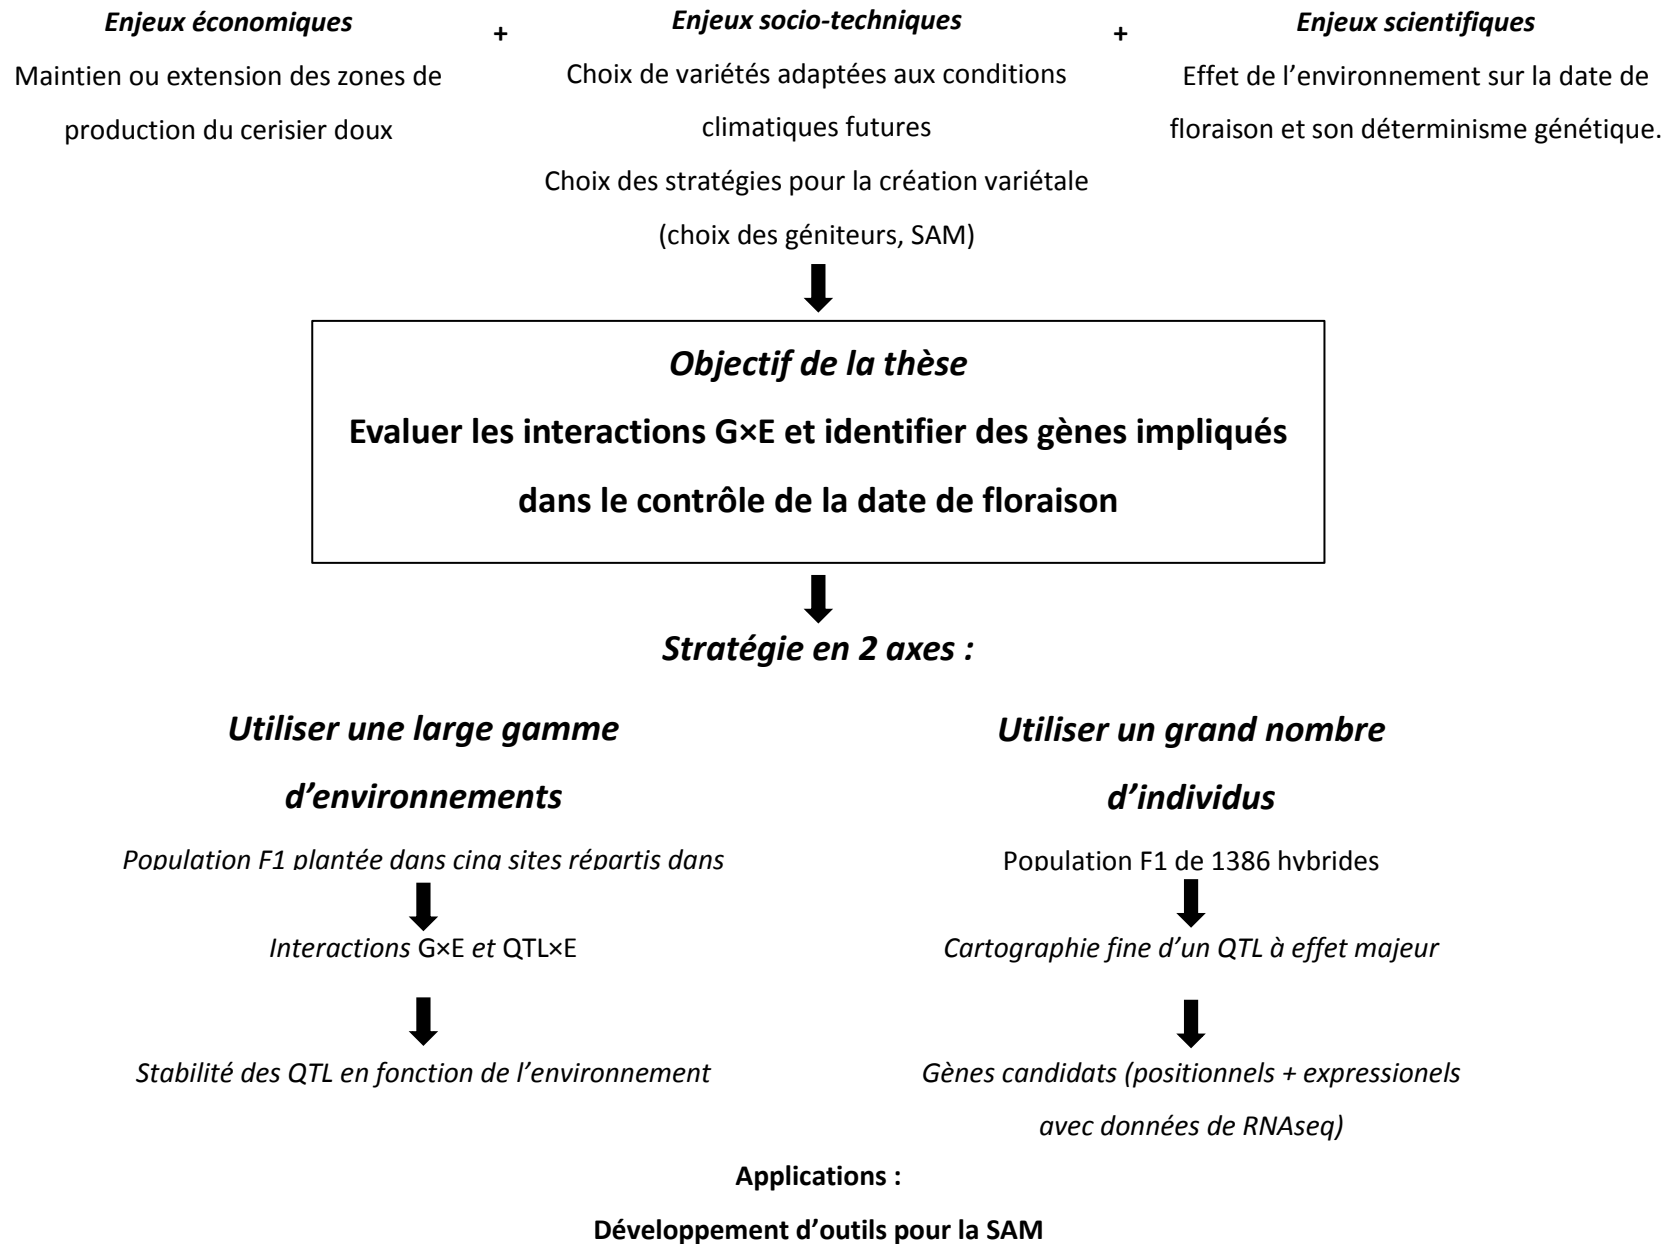 Enjeux économiques
+
Enjeux socio-techniques
+
Enjeux scientifiques
Maintien ou extension des zones de
production du cerisier doux
Choix de variétés adaptées aux conditions
climatiques futures
Choix des stratégies pour la création variétale
(choix des géniteurs, SAM)
Effet de l’environnement sur la date de
floraison et son déterminisme génétique.
Objectif de la thèse
Evaluer les interactions G×E et identifier des gènes impliqués
dans le contrôle de la date de floraison
Stratégie en 2 axes :
Utiliser une large gamme
d’environnements
Population F1 plantée dans cinq sites répartis dans
Interactions G×E et QTL×E
Stabilité des QTL en fonction de l’environnement
Utiliser un grand nombre
d’individus
Population F1 de 1386 hybrides
Cartographie fine d’un QTL à effet majeur
Gènes candidats (positionnels + expressionels
avec données de RNAseq)
Applications :
Développement d’outils pour la SAM